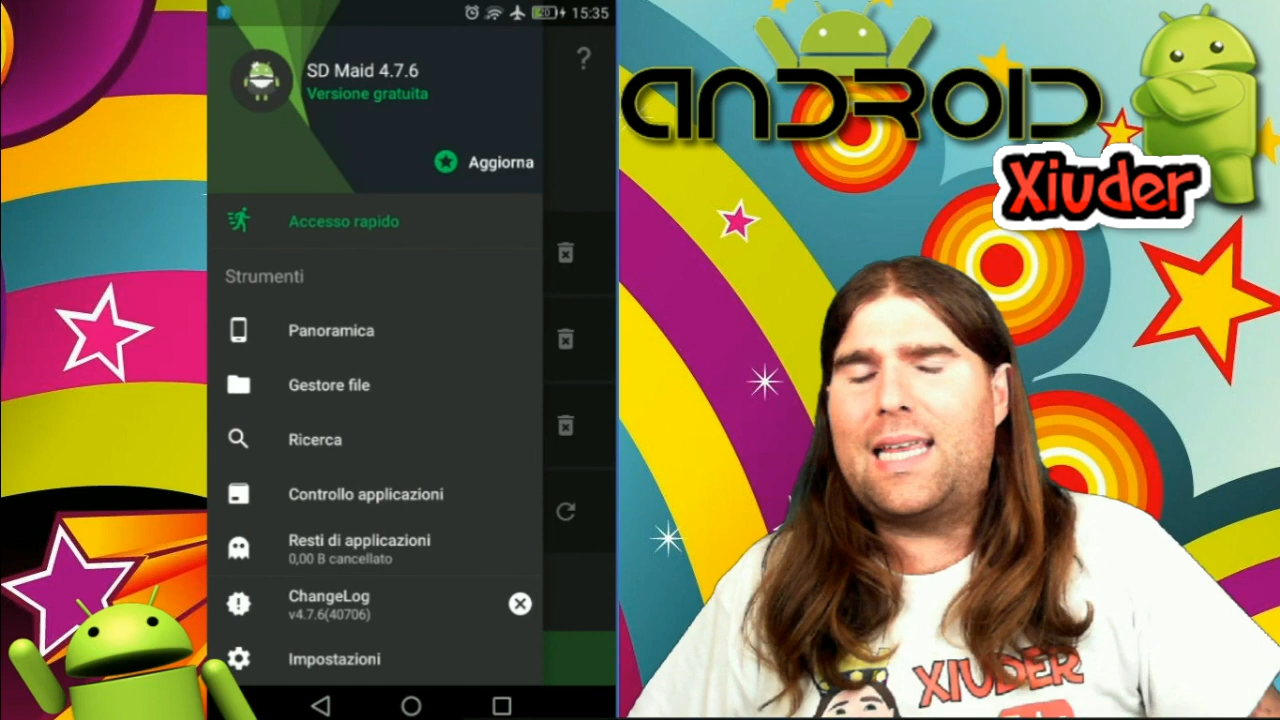 15:35
SD Maid 4.7.6
Versione gratuita
Aggiorna
Accesso rapido
Strumenti
Panoramica
Gestore file
Ricerca
Controllo applicazioni
Resti di applicazioni
0,00 B cancellato
ChangeLog
v4.7.6(40706)
Impostazioni
?
ANDROID
Xiuder
XIUDER